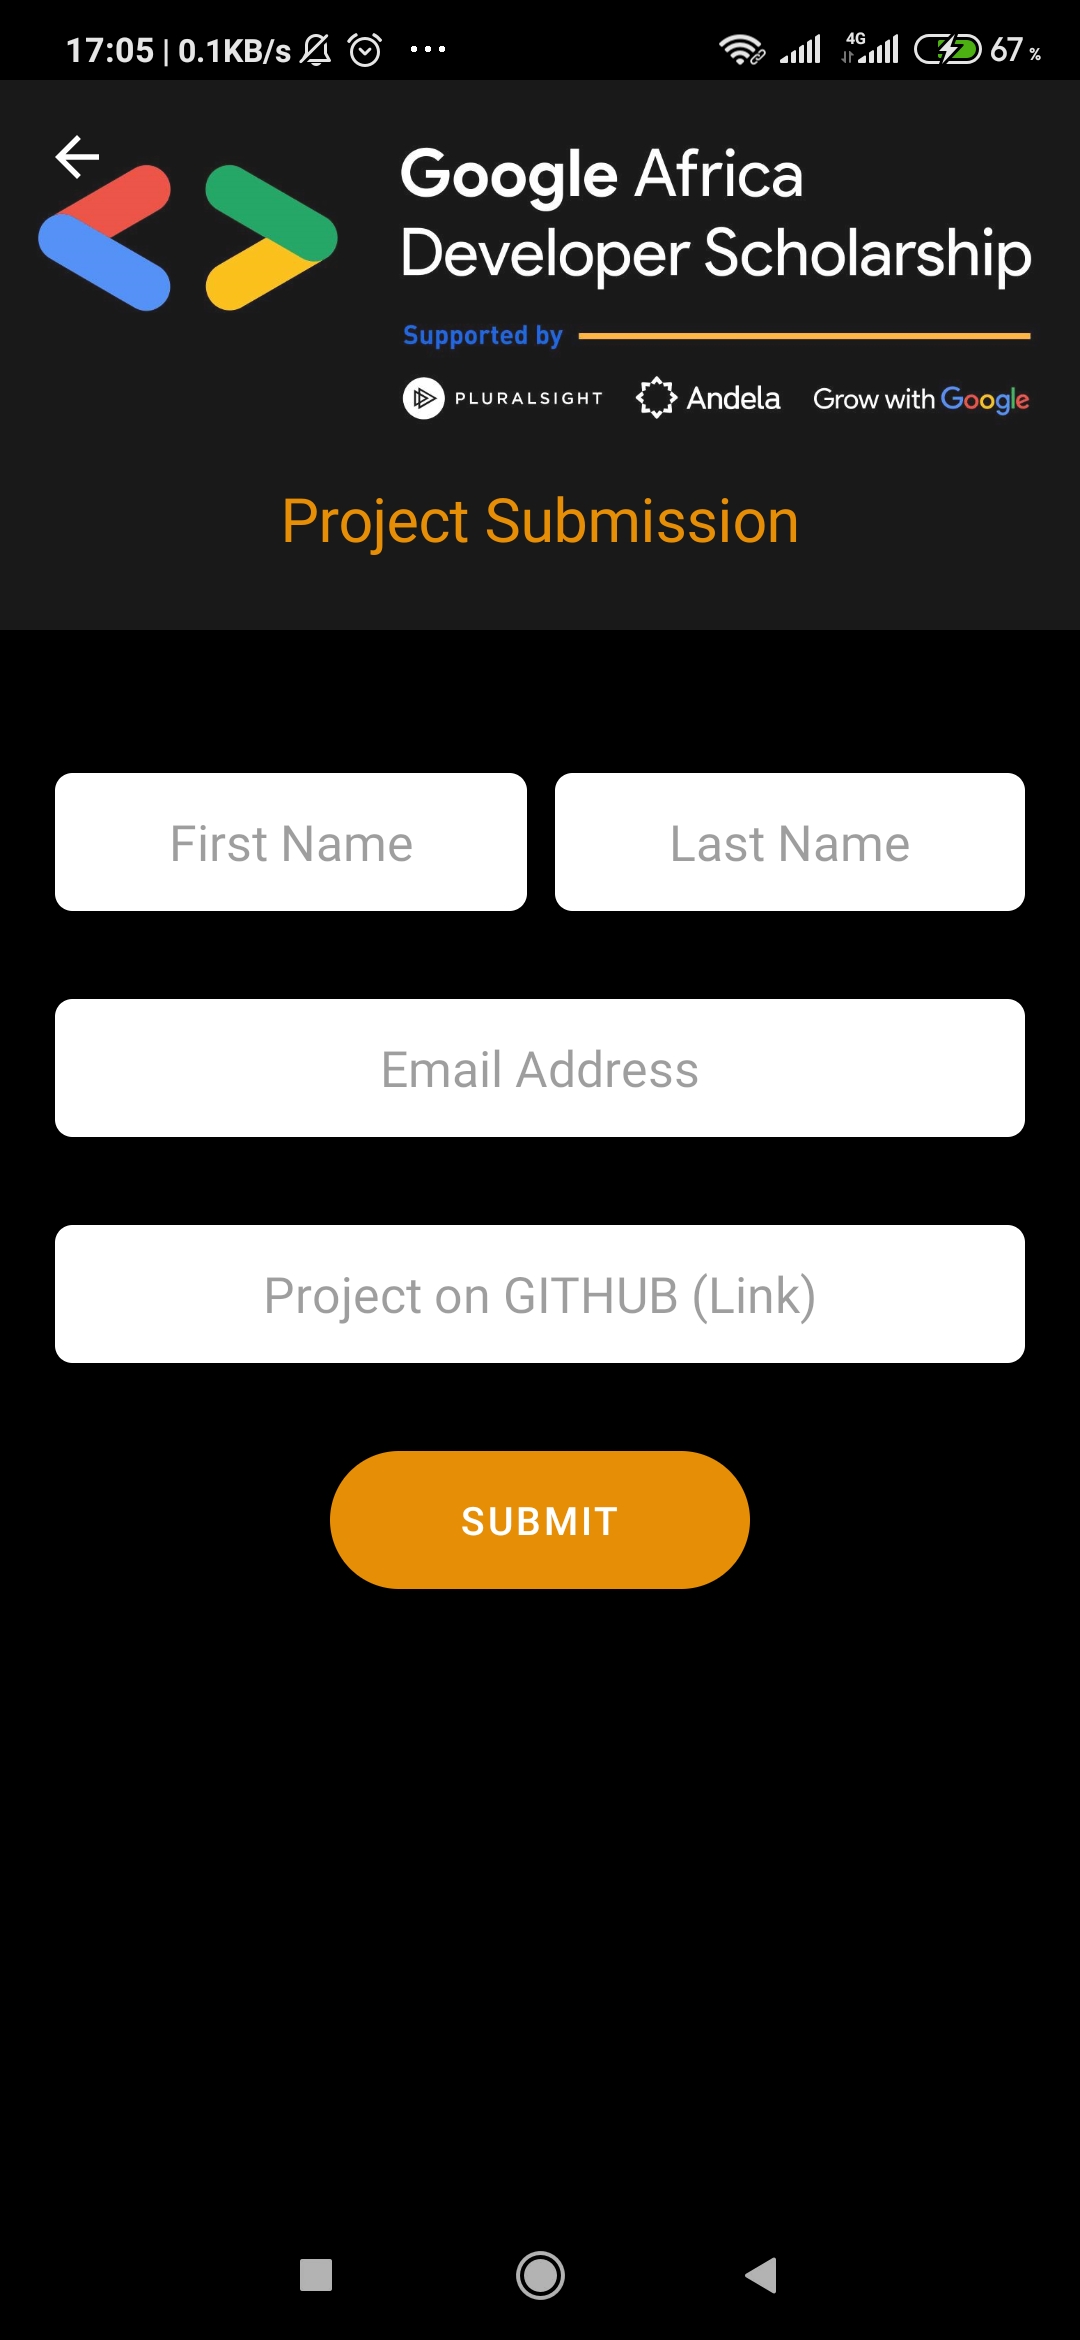 17:05 | 0.1KB/s ... 4G 67 %
Google Africa
Developer Scholarship
Supported by
PLURALSIGHT Andela Grow with Google
Project Submission
First Name Last Name
Email Address
Project on GITHUB (Link)
SUBMIT